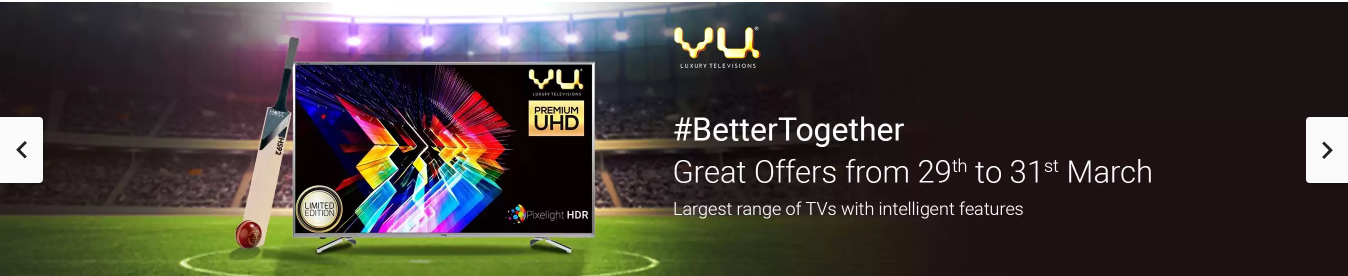 VU
LUXURY TELEVISIONS
VU
LUXURY TELEVISIONS
PREMIUM
UHD
LIMITED
EDITION
Pixelight HDR
#BetterTogether
Great Offers from 29th to 31st March
Largest range of TVs with intelligent features